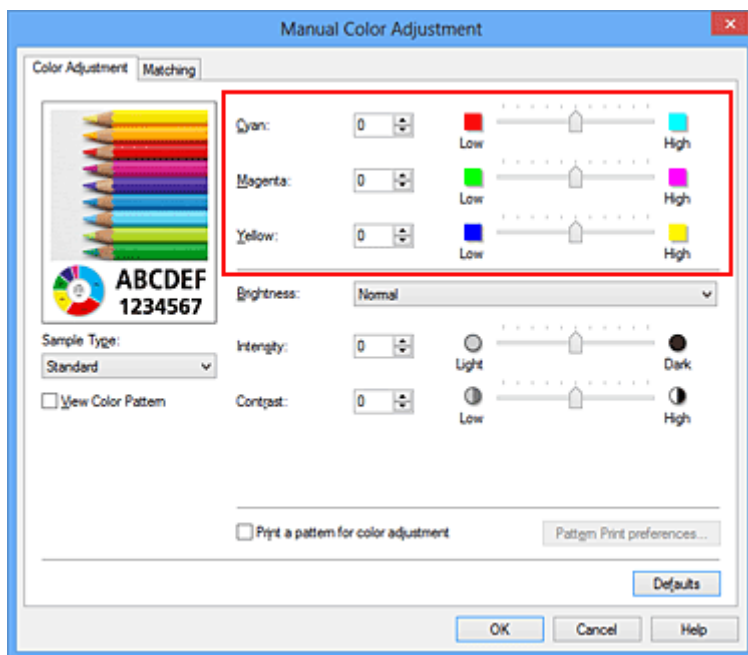 Manual Color Adjustment
Color Adjustment Matching
Cyan: 0 Low High
Magenta: 0 Low High
Yellow: 0 Low High
ABCDEF
1234567
Brightness: Normal
Sample Type:
Standard
Intensity: 0 Light Dark
View Color Pattern
Contrast: 0 Low High
Print a pattern for color adjustment Pattern Print preferences...
Defaults
OK Cancel Help